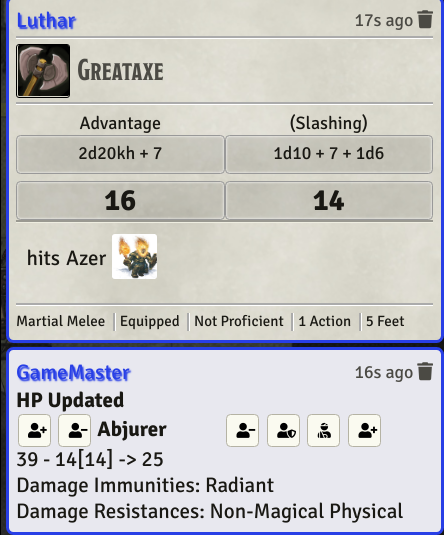 Luthar 17s ago
GREATAXE
Advantage (Slashing)
2d20kh + 7 1d10 + 7 + 1d6
16 14
hits Azer
Martial Melee Equipped Not Proficient 1 Action 5 Feet
GameMaster 16s ago
HP Updated
Abjurer
39 - 14[14] -> 25
Damage Immunities: Radiant
Damage Resistances: Non-Magical Physical